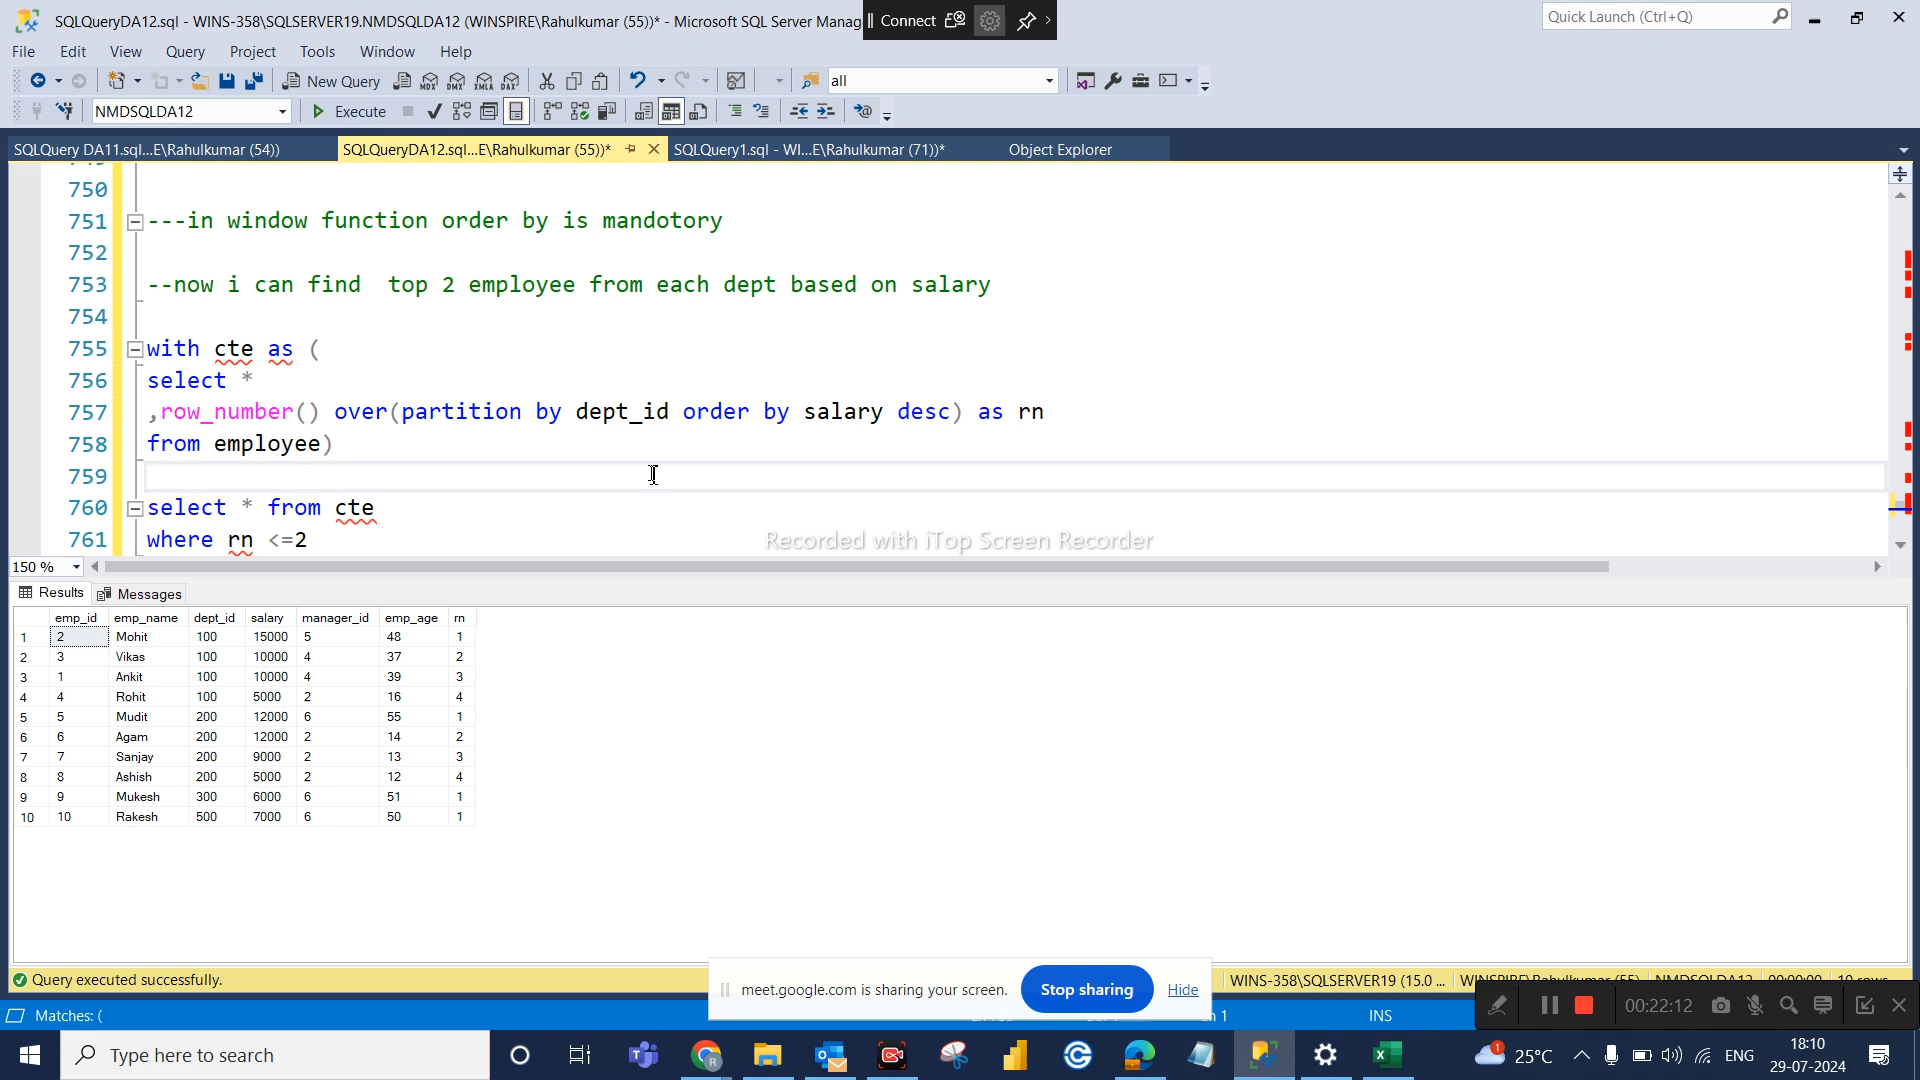 SQLQueryDA12.sql - WINS-358\SQLSERVER19.NMDSQLDA12 (WINSPIRE\Rahulkumar (55))* - Microsoft SQL Server Manag
Connect
Quick Launch (Ctrl+Q)
File Edit View Query Project Tools Window Help
New Query
all
NMDSQLDA12
Execute
SQLQuery DA11.sql...E\Rahulkumar (54))
SQLQueryDA12.sql...E\Rahulkumar (55))*
SQLQuery1.sql - WI...E\Rahulkumar (71))*
Object Explorer
750
751 ---in window function order by is mandotory
752
753 --now i can find  top 2 employee from each dept based on salary
754
755 with cte as (
756 select *
757 ,row_number() over(partition by dept_id order by salary desc) as rn
758 from employee)
759
760 select * from cte
761 where rn <=2
Recorded with iTop Screen Recorder
150 %
Results Messages
emp_id emp_name dept_id salary manager_id emp_age rn
1 2 Mohit 100 15000 5 48 1
2 3 Vikas 100 10000 4 37 2
3 1 Ankit 100 10000 4 39 3
4 4 Rohit 100 5000 2 16 4
5 5 Mudit 200 12000 6 55 1
6 6 Agam 200 12000 2 14 2
7 7 Sanjay 200 9000 2 13 3
8 8 Ashish 200 5000 2 12 4
9 9 Mukesh 300 6000 6 51 1
10 10 Rakesh 500 7000 6 50 1
Query executed successfully.
meet.google.com is sharing your screen.
Stop sharing
Hide
WINS-358\SQLSERVER19 (15.0 ...
WINSPIRE\Rahulkumar (55)
NMDSQLDA12
00:00:00
10 rows
Matches: (
INS
00:22:12
Type here to search
1
25°C
ENG
18:10
29-07-2024